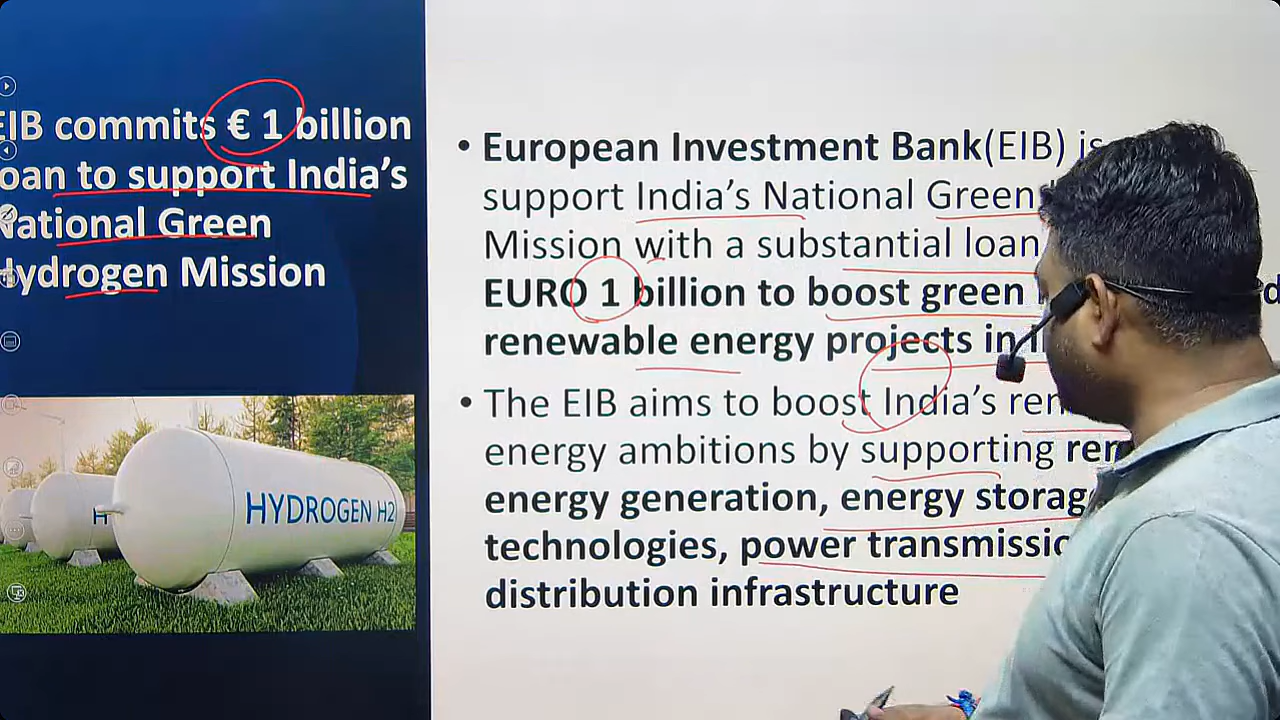 EIB commits € 1 billion
loan to support India's
National Green
Hydrogen Mission
HYDROGEN H2
H
• European Investment Bank(EIB) is
support India's National Green
Mission with a substantial loan
EURO 1 billion to boost green
renewable energy projects in
• The EIB aims to boost India's
energy ambitions by supporting
energy generation, energy storage
technologies, power transmission
distribution infrastructure